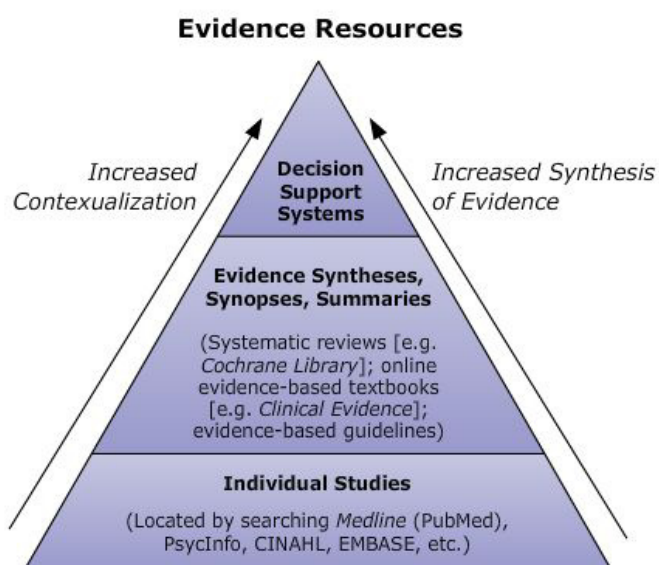 Evidence Resources
Increased
Contexualization
Increased Synthesis
of Evidence
Decision
Support
Systems
Evidence Syntheses,
Synopses, Summaries
(Systematic reviews [e.g.
Cochrane Library]; online
evidence-based textbooks
[e.g. Clinical Evidence];
evidence-based guidelines)
Individual Studies
(Located by searching Medline (PubMed),
PsycInfo, CINAHL, EMBASE, etc.)